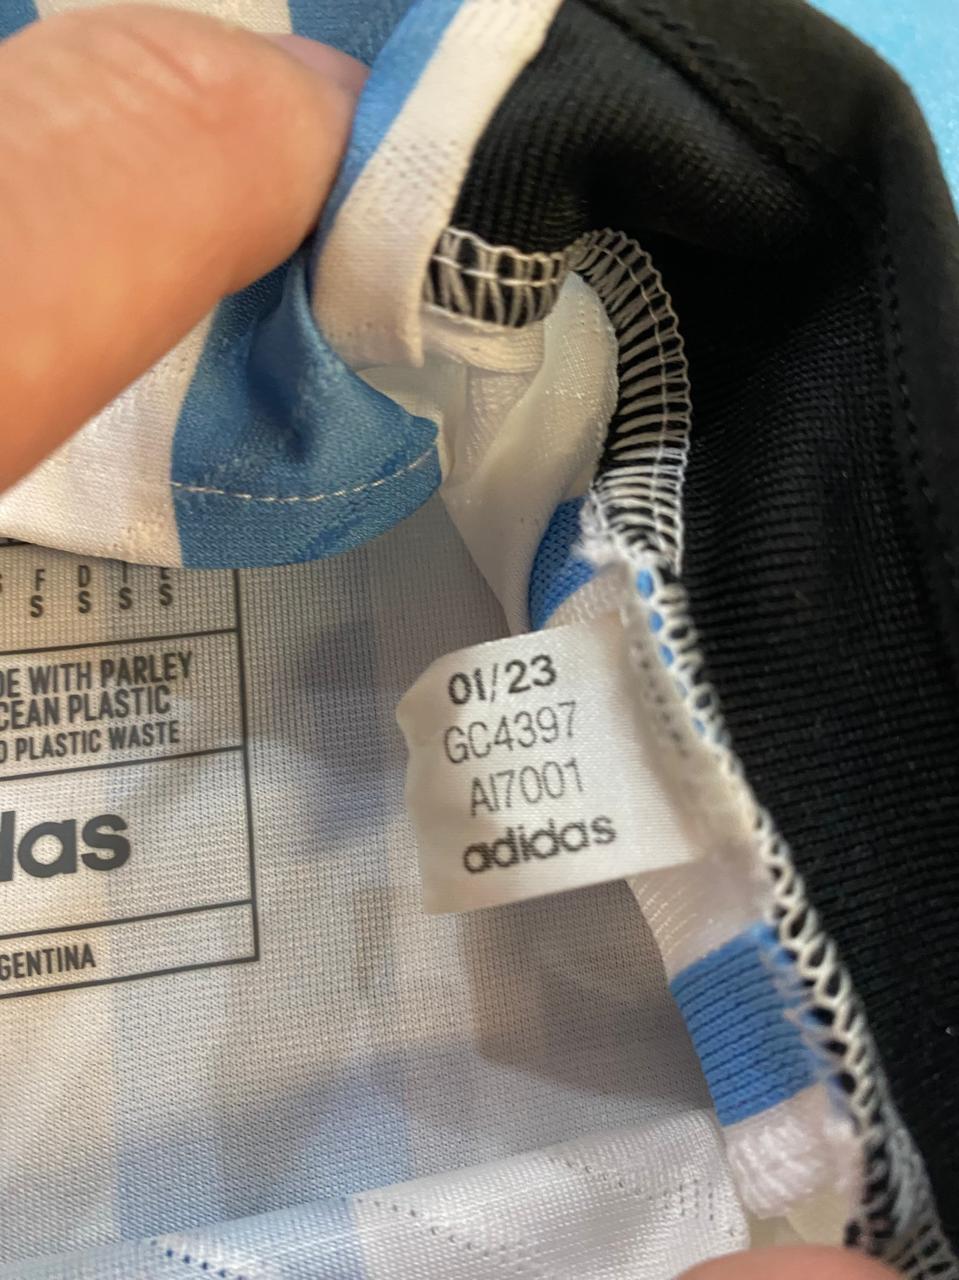 F D
S S S S
DE WITH PARLEY
CEAN PLASTIC
D PLASTIC WASTE
das
GENTINA
01/23
GC4397
AI7001
adidas